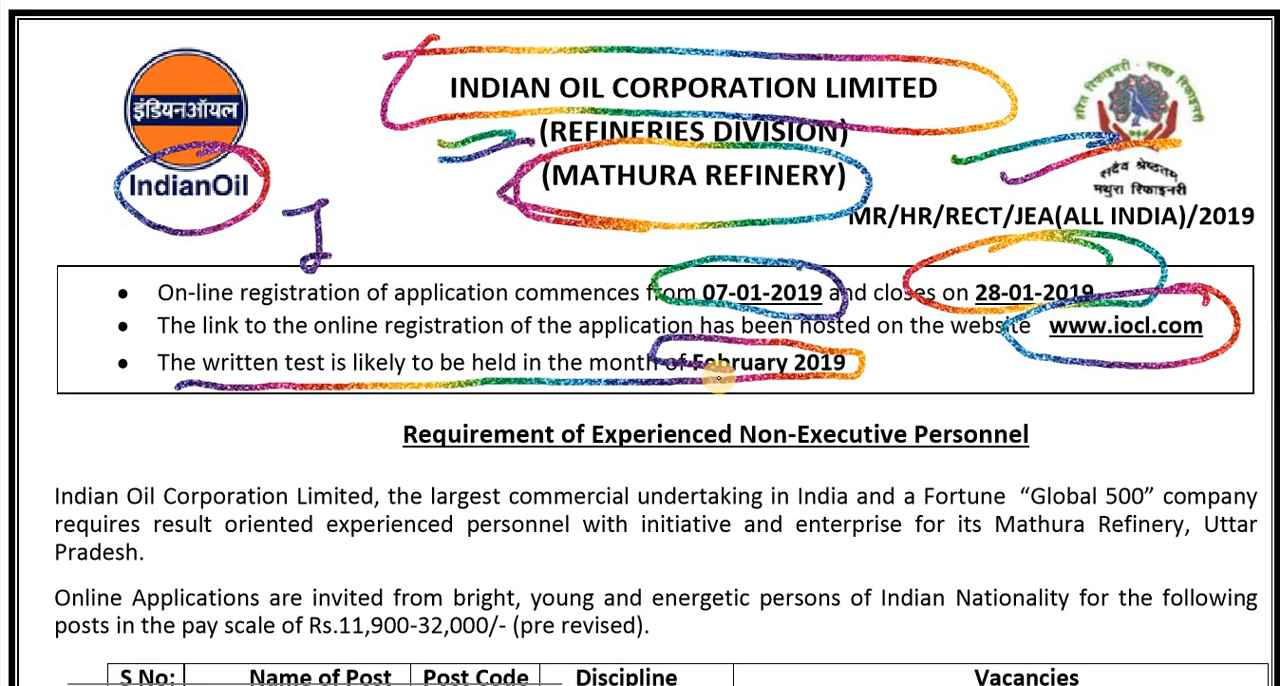 इंडियनऑयल
IndianOil
INDIAN OIL CORPORATION LIMITED
(REFINERIES DIVISION)
(MATHURA REFINERY)
हरित रिफाइनरी - स्वच्छ रिफाइनरी
सदैव श्रेष्ठतम्
मथुरा रिफाइनरी
I
MR/HR/RECT/JEA(ALL INDIA)/2019
● On-line registration of application commences from 07-01-2019 and closes on 28-01-2019
● The link to the online registration of the application has been hosted on the website www.iocl.com
● The written test is likely to be held in the month of February 2019
Requirement of Experienced Non-Executive Personnel
Indian Oil Corporation Limited, the largest commercial undertaking in India and a Fortune “Global 500” company
requires result oriented experienced personnel with initiative and enterprise for its Mathura Refinery, Uttar
Pradesh.
Online Applications are invited from bright, young and energetic persons of Indian Nationality for the following
posts in the pay scale of Rs.11,900-32,000/- (pre revised).
S No: Name of Post Post Code Discipline Vacancies